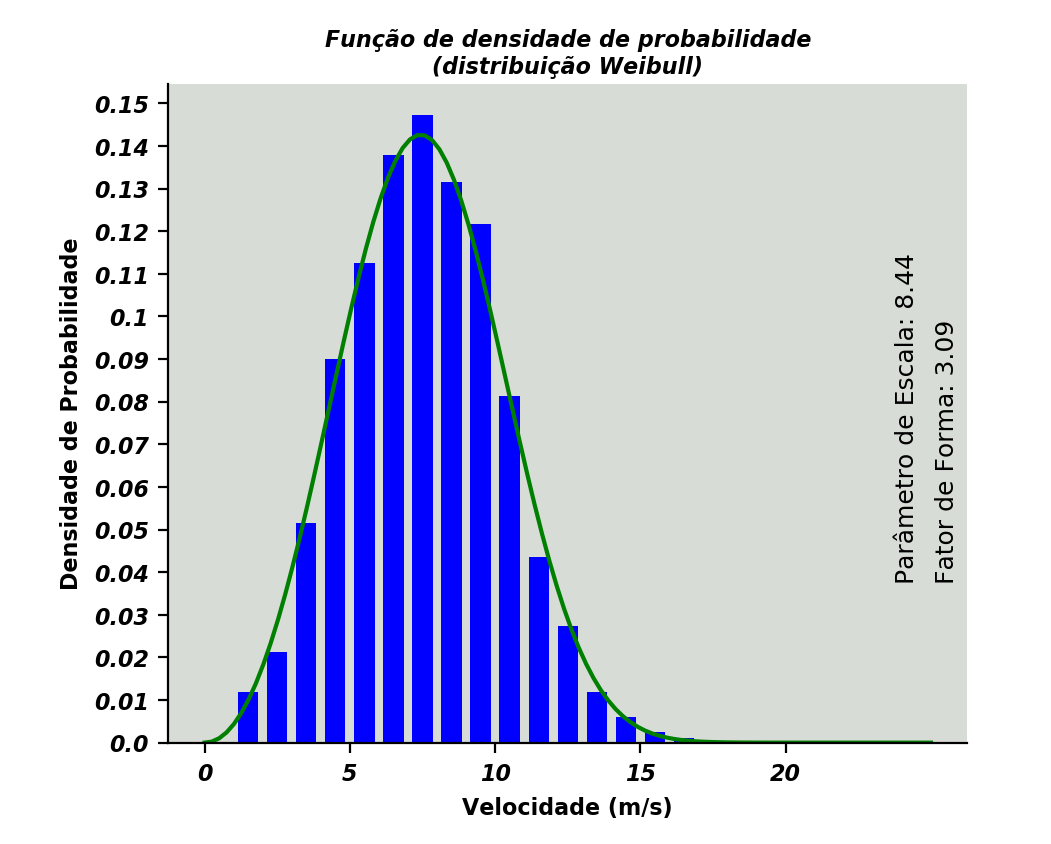 Função de densidade de probabilidade
(distribuição Weibull)
0.15
0.14
0.13
0.12
0.11
0.1
0.09
0.08
0.07
0.06
0.05
0.04
0.03
0.02
0.01
0.0
Densidade de Probabilidade
0 5 10 15 20
Velocidade (m/s)
Parâmetro de Escala: 8.44
Fator de Forma: 3.09